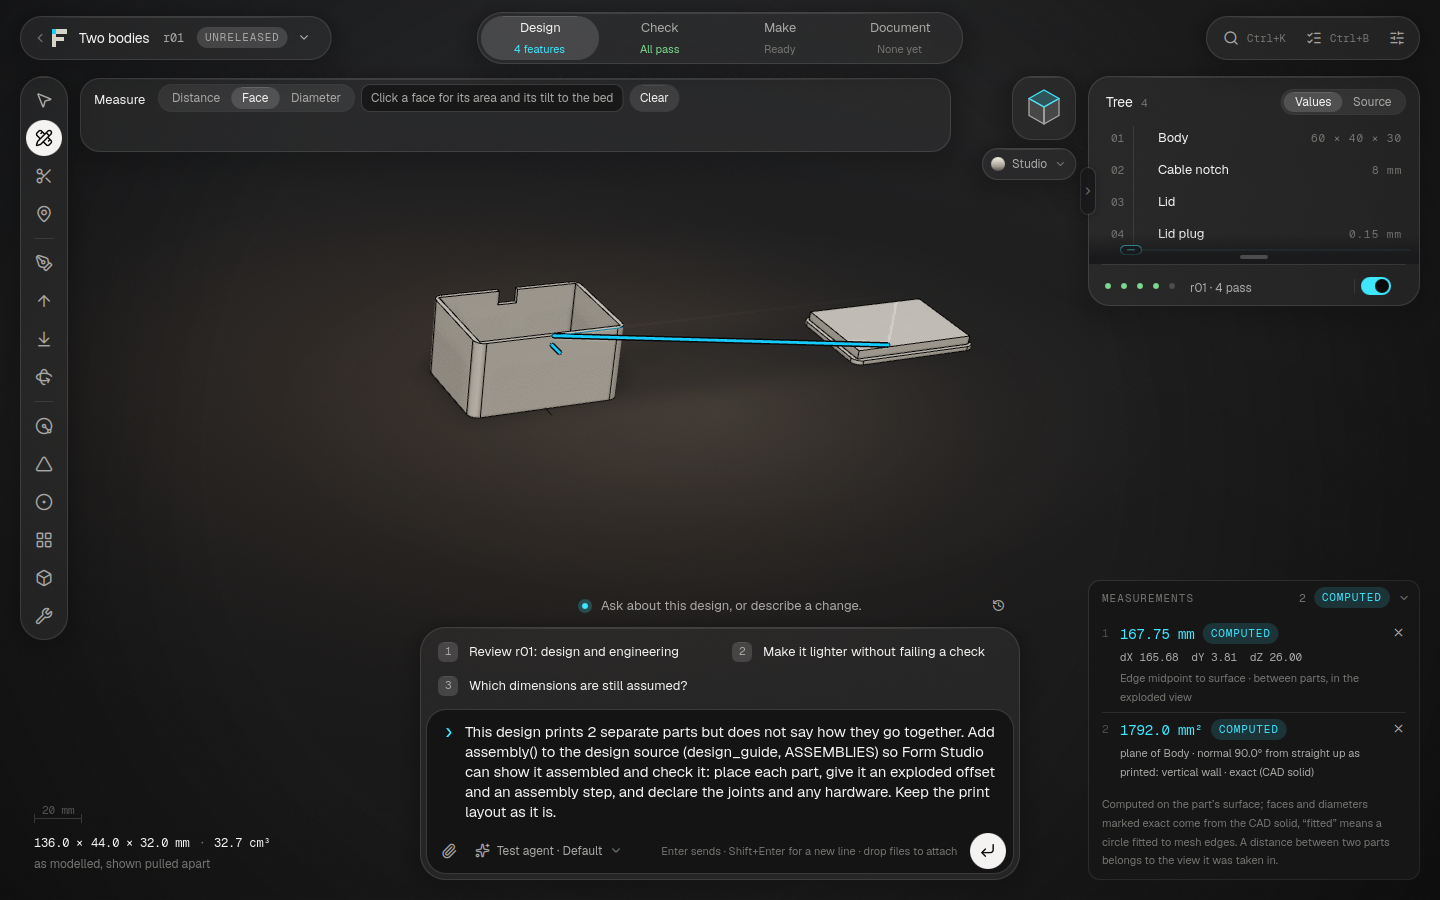 Two bodies r01 UNRELEASED
Design
4 features
Check
All pass
Make
Ready
Document
None yet
Ctrl+K Ctrl+B
Measure Distance Face Diameter Click a face for its area and its tilt to the bed Clear
Studio
Tree 4 Values Source
01 Body 60 × 40 × 30
02 Cable notch 8 mm
03 Lid
04 Lid plug 0.15 mm
r01 · 4 pass
Ask about this design, or describe a change.
1 Review r01: design and engineering
2 Make it lighter without failing a check
3 Which dimensions are still assumed?
This design prints 2 separate parts but does not say how they go together. Add
assembly() to the design source (design_guide, ASSEMBLIES) so Form Studio
can show it assembled and check it: place each part, give it an exploded offset
and an assembly step, and declare the joints and any hardware. Keep the print
layout as it is.
Test agent · Default
Enter sends · Shift+Enter for a new line · drop files to attach
MEASUREMENTS 2 COMPUTED
1 167.75 mm COMPUTED
dX 165.68 dY 3.81 dZ 26.00
Edge midpoint to surface · between parts, in the
exploded view
2 1792.0 mm² COMPUTED
plane of Body · normal 90.0° from straight up as
printed: vertical wall · exact (CAD solid)
Computed on the part's surface; faces and diameters
marked exact come from the CAD solid, “fitted” means a
circle fitted to mesh edges. A distance between two parts
belongs to the view it was taken in.
20 mm
136.0 × 44.0 × 32.0 mm · 32.7 cm³
as modelled, shown pulled apart